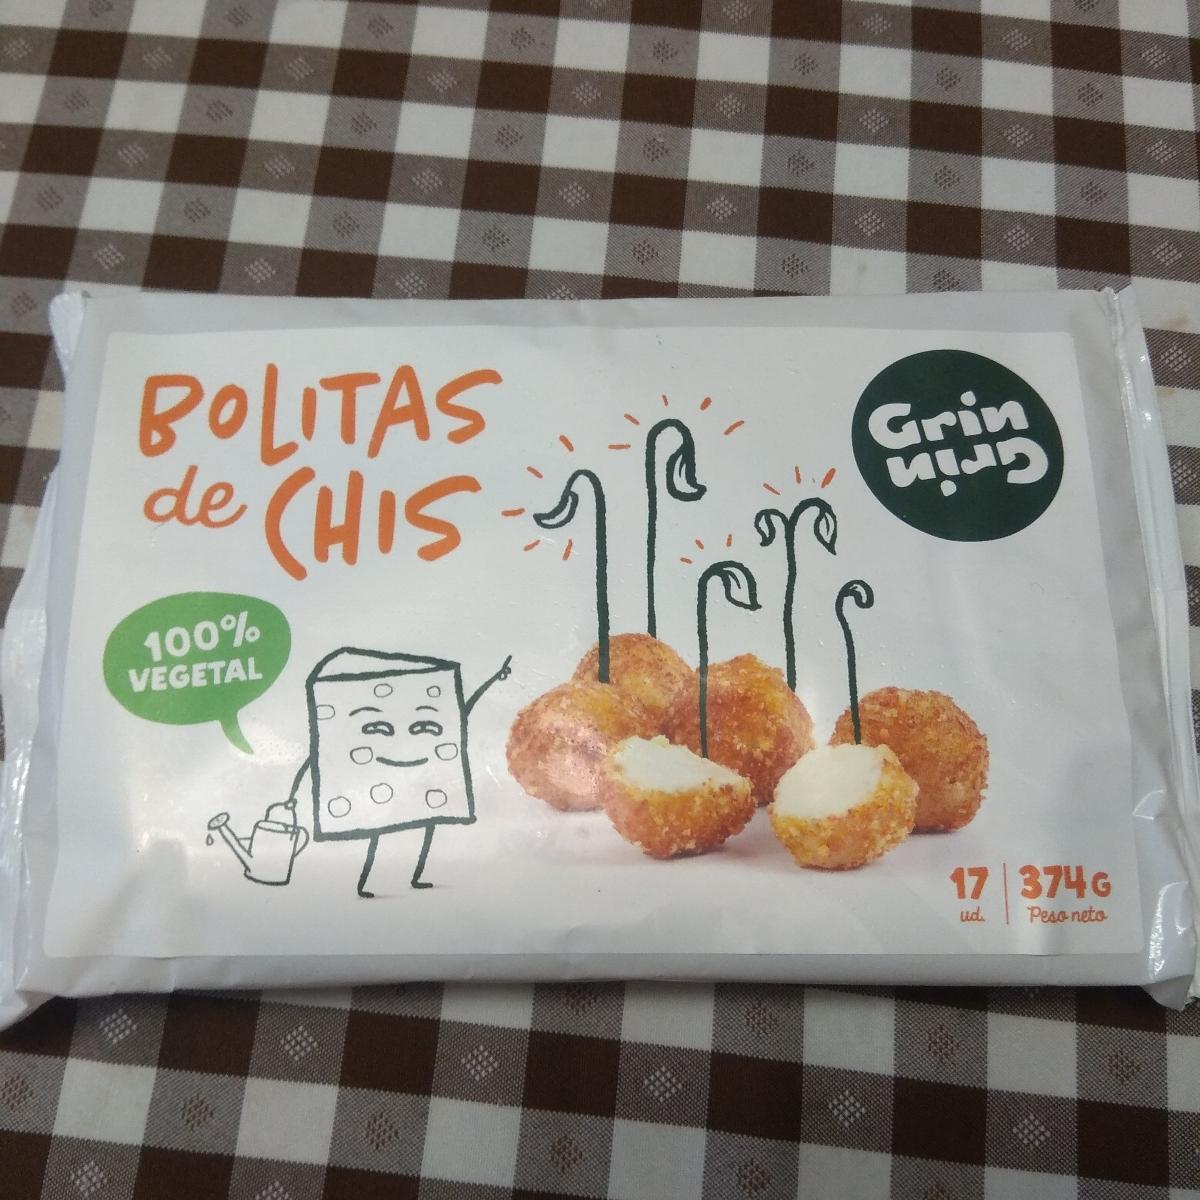 BOLITAS
de CHIS
Grin
Grin
100%
VEGETAL
17
ud.
374G
Peso neto